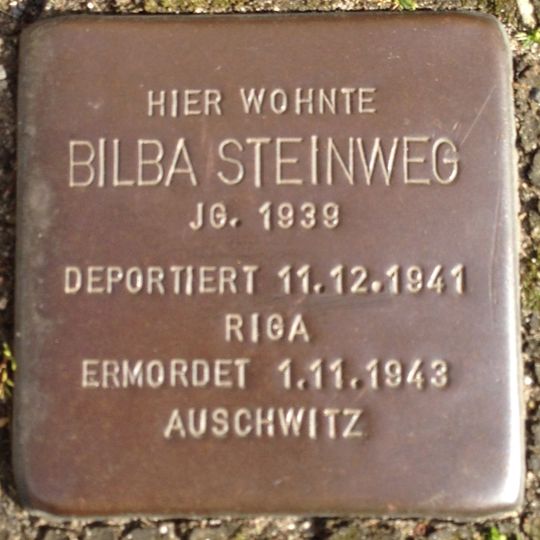 HIER WOHNTE
BILBA STEINWEG
JG. 1939
DEPORTIERT 11.12.1941
RIGA
ERMORDET 1.11.1943
AUSCHWITZ